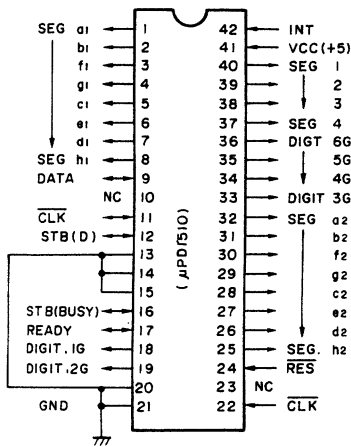 SEG a1 1 42 INT
b1 2 41 VCC(+5)
f1 3 40 SEG 1
g1 4 39 2
c1 5 38 3
e1 6 37 SEG 4
d1 7 36 DIGT 6G
SEG h1 8 35 5G
DATA 9 34 4G
NC 10 33 DIGIT 3G
CLK 11 32 SEG a2
STB(D) 12 31 b2
13 30 f2
14 29 g2
15 28 c2
STB(BUSY) 16 27 e2
READY 17 26 d2
DIGIT, 1G 18 25 SEG. h2
DIGIT, 2G 19 24 RES
20 23 NC
GND 21 22 CLK
(μPD7510)